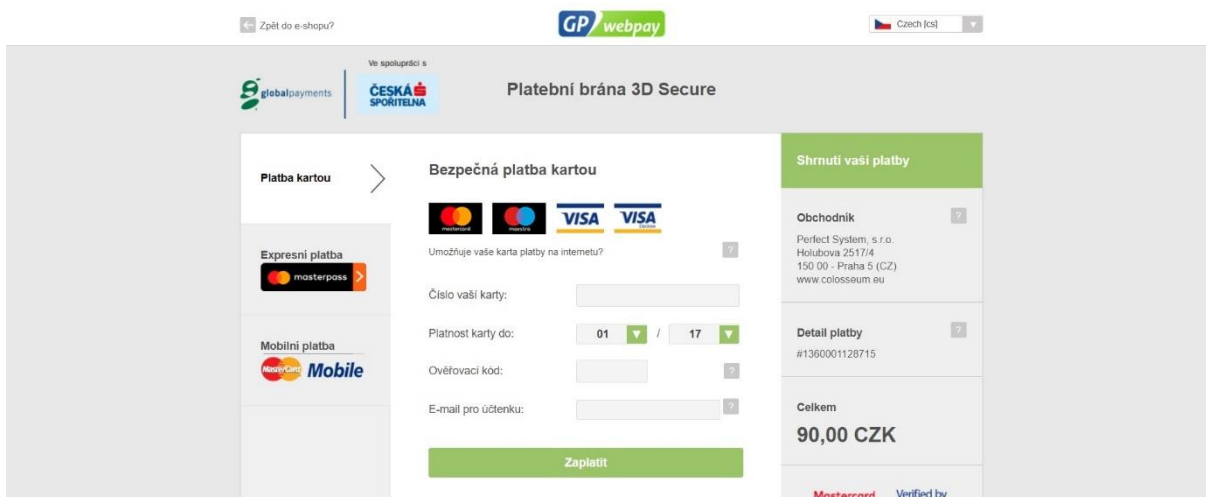 Zpět do e-shopu?
GP webpay
Czech [cs]
globalpayments
Ve spolupráci s
ČESKÁ
SPOŘITELNA
Platební brána 3D Secure
Platba kartou
Expresní platba
masterpass
Mobilní platba
MasterCard Mobile
Bezpečná platba kartou
mastercard maestro VISA VISA
Electron
Umožňuje vaše karta platby na internetu? ?
Číslo vaší karty:
Platnost karty do: 01 / 17
Ověřovací kód: ?
E-mail pro účtenku: ?
Zaplatit
Shrnutí vaší platby
Obchodník ?
Perfect System, s.r.o.
Holubova 2517/4
150 00 - Praha 5 (CZ)
www.colosseum.eu
Detail platby ?
#1360001128715
Celkem
90,00 CZK
Mastercard Verified by